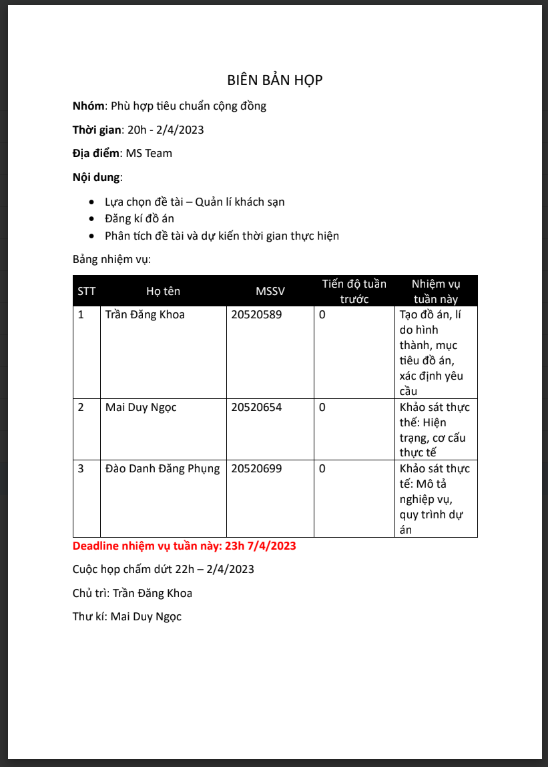 BIÊN BẢN HỌP
Nhóm: Phù hợp tiêu chuẩn cộng đồng
Thời gian: 20h - 2/4/2023
Địa điểm: MS Team
Nội dung:
• Lựa chọn đề tài – Quản lí khách sạn
• Đăng kí đồ án
• Phân tích đề tài và dự kiến thời gian thực hiện
Bảng nhiệm vụ:
STT Họ tên MSSV Tiến độ tuần trước Nhiệm vụ tuần này
1 Trần Đăng Khoa 20520589 0 Tạo đồ án, lí
do hình
thành, mục
tiêu đồ án,
xác định yêu
cầu
2 Mai Duy Ngọc 20520654 0 Khảo sát thực
thế: Hiện
trạng, cơ cấu
thực tế
3 Đào Danh Đăng Phụng 20520699 0 Khảo sát thực
tế: Mô tả
nghiệp vụ,
quy trình dự
án
Deadline nhiệm vụ tuần này: 23h 7/4/2023
Cuộc họp chấm dứt 22h – 2/4/2023
Chủ trì: Trần Đăng Khoa
Thư kí: Mai Duy Ngọc